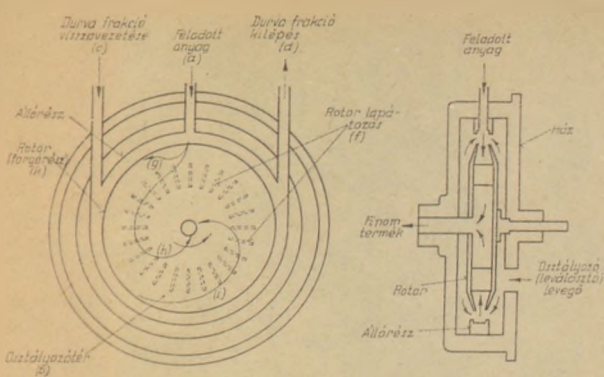 Durva frakció
visszavezetése
(c)
Feladott
anyag
(a)
Durva frakció
kilépés
(d)
Állórész
Rotor
(forgórész)
(k)
Rotor lapá-
tozás
(f)
(g)
(h)
(i)
Osztályozótér
(b)
Feladott
anyag
Ház
Finom
termék
Osztályozó
(leválasztó)
levegő
Rotor
Állórész